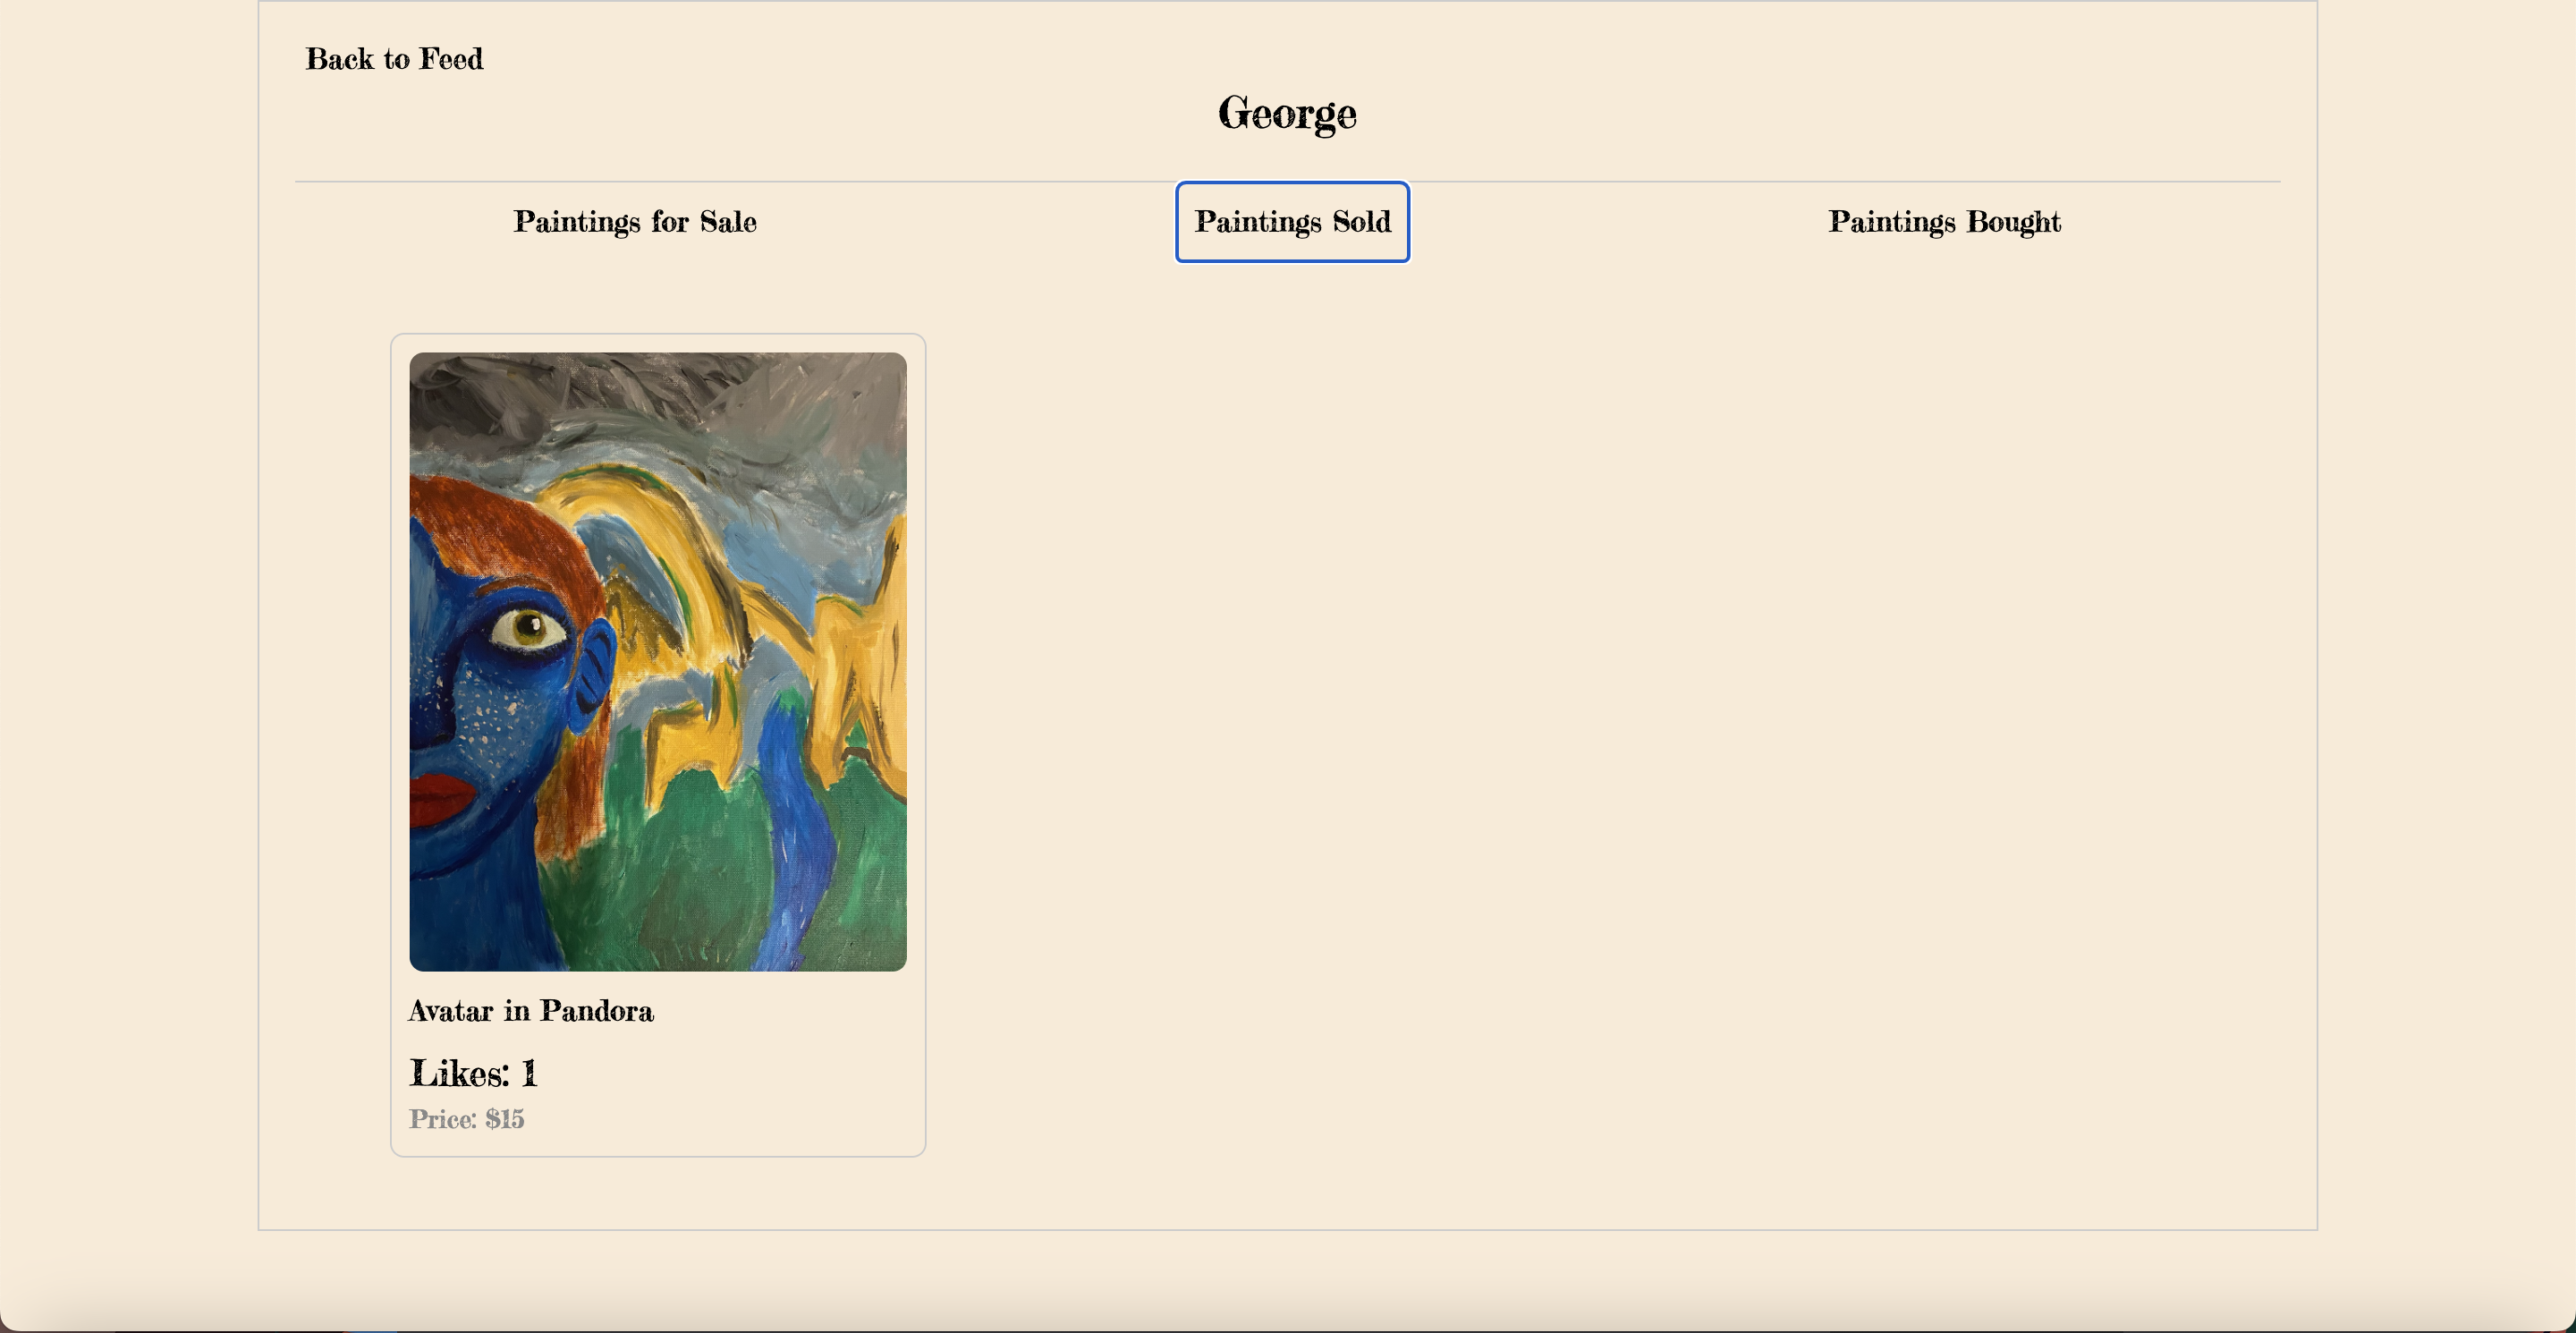 Back to Feed
George
Paintings for Sale
Paintings Sold
Paintings Bought
Avatar in Pandora
Likes: 1
Price: $15